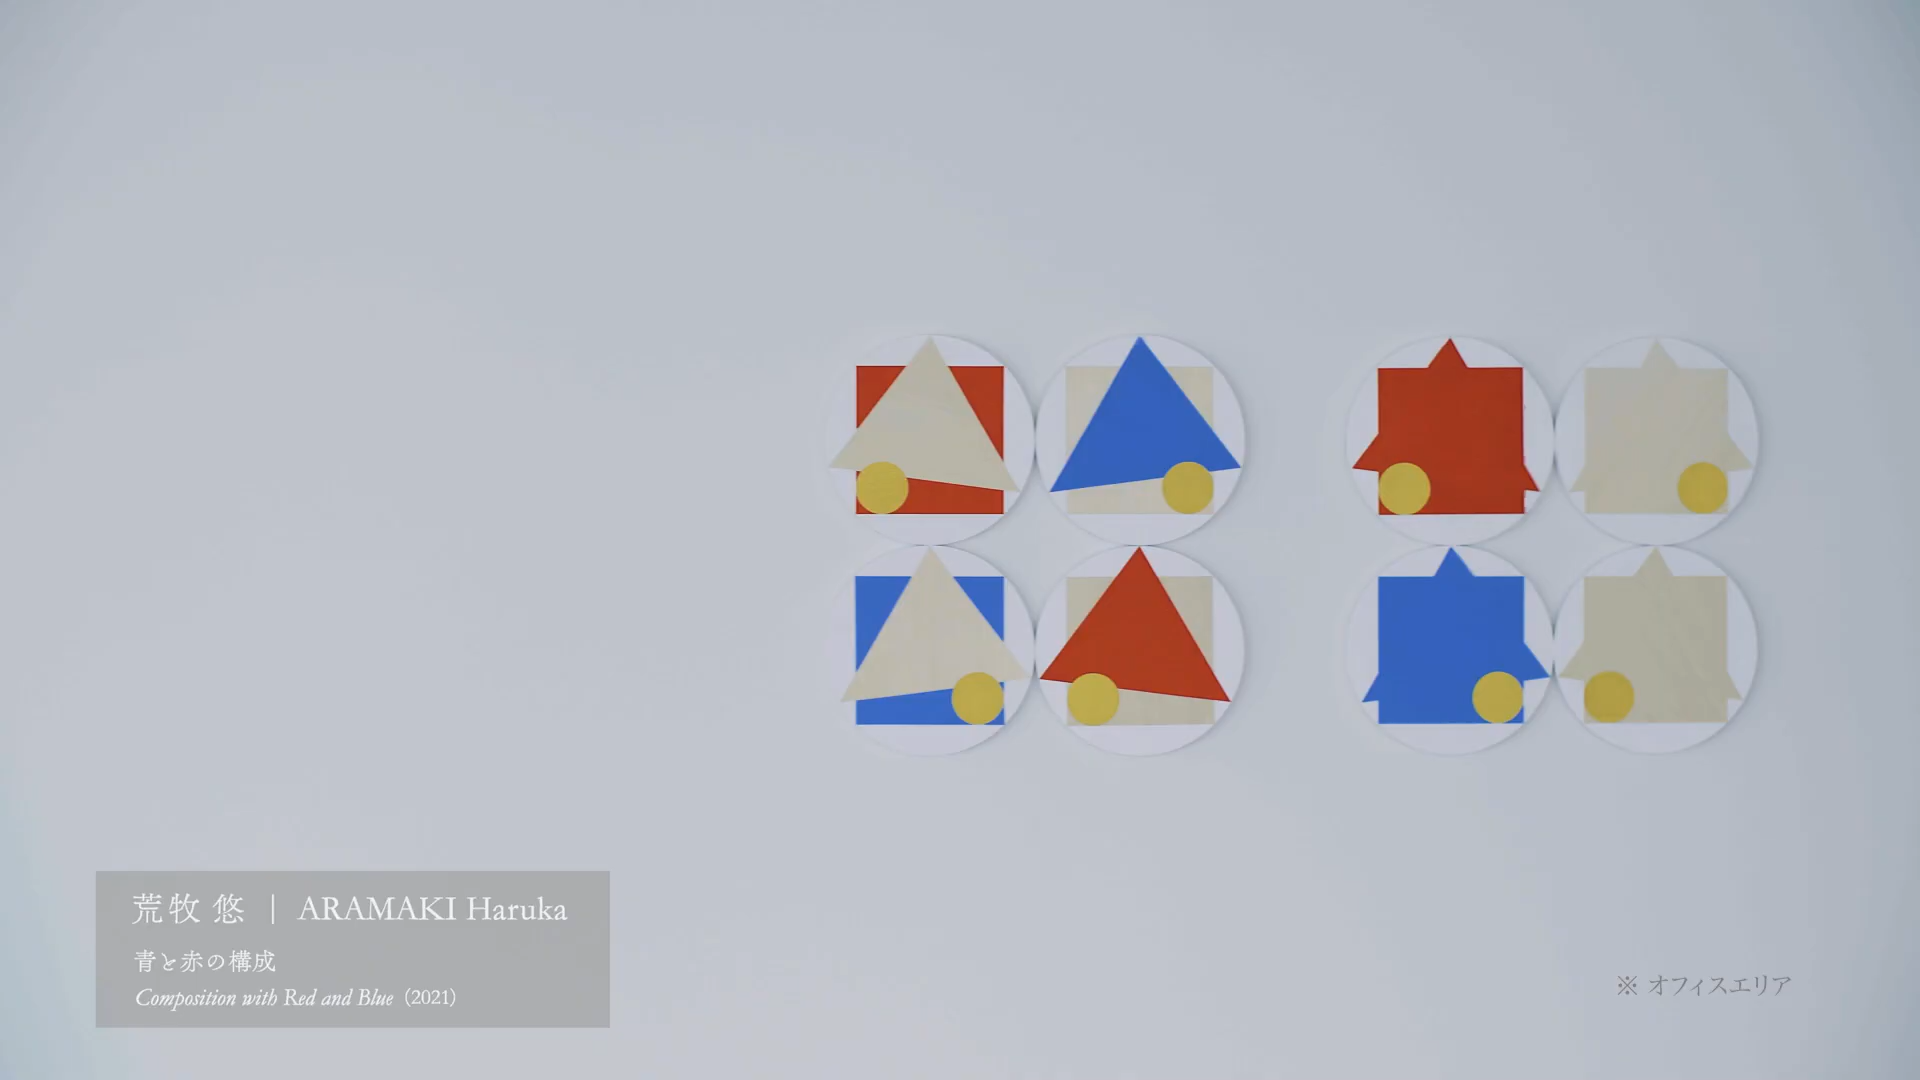 荒牧 悠 | ARAMAKI Haruka
青と赤の構成
Composition with Red and Blue（2021）
※ オフィスエリア